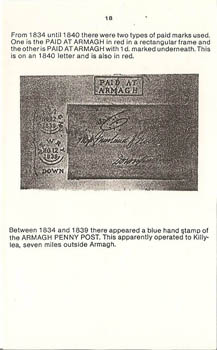 18
From 1834 until 1840 there were two types of paid marks used.
One is the PAID AT ARMAGH in red in a rectangular frame and
the other is PAID AT ARMAGH with 1d. marked underneath. This
is on an 1840 letter and is also in red.
PAID AT
ARMAGH
1838
DOWN
Between 1834 and 1839 there appeared a blue hand stamp of
the ARMAGH PENNY POST. This apparently operated to Killy-
lea, seven miles outside Armagh.